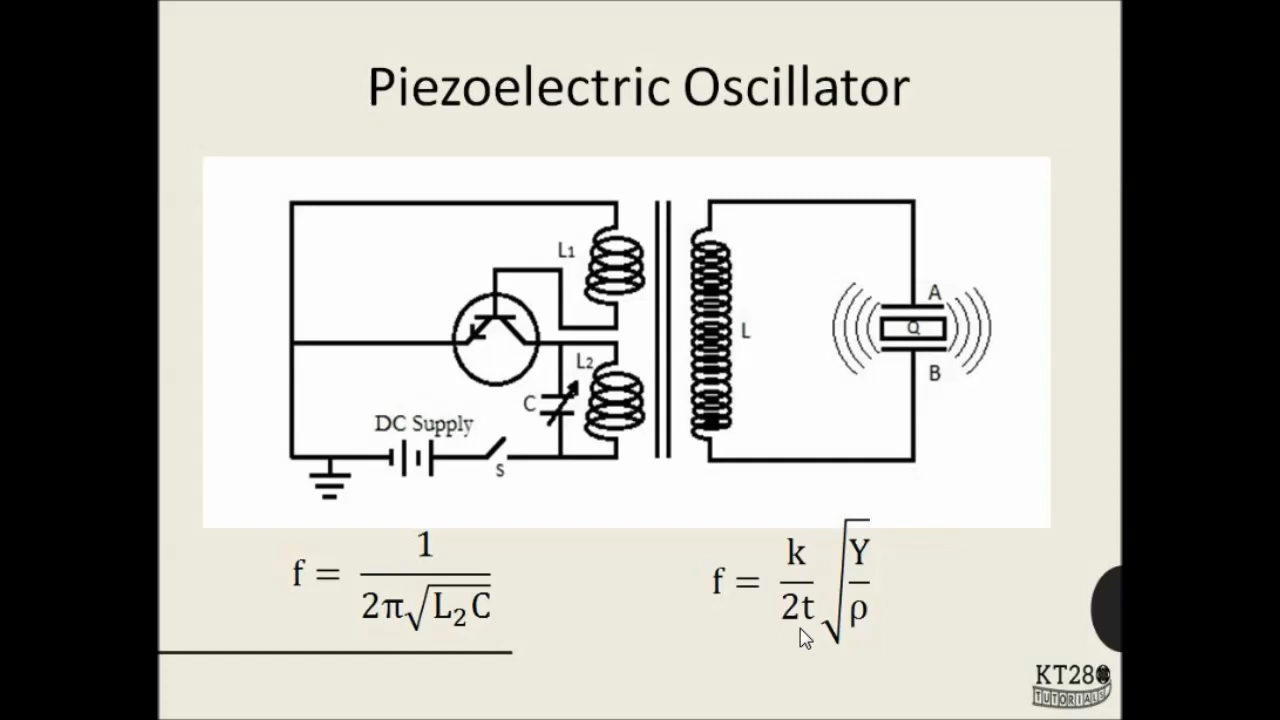 Piezoelectric Oscillator
L1
A
Q
L
L2
B
C
DC Supply
S
f = 1 / 2π√L₂C
f = k / 2t √Y / ρ
KT280
TUTORIALS